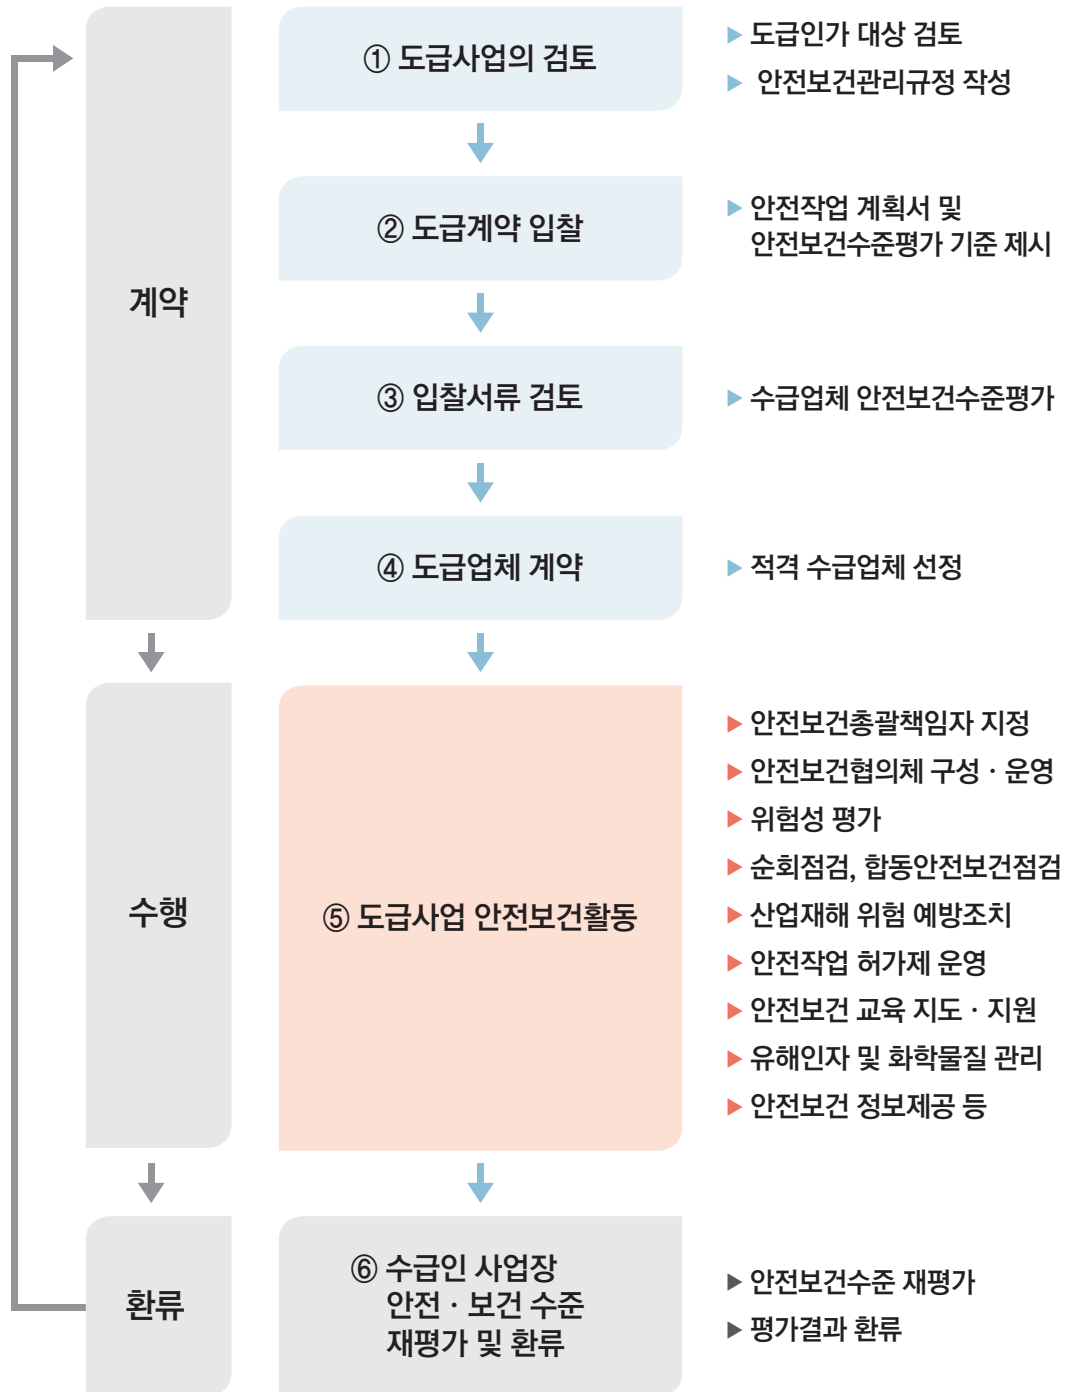 계약
① 도급사업의 검토
▶ 도급인가 대상 검토
▶ 안전보건관리규정 작성
② 도급계약 입찰
▶ 안전작업 계획서 및
안전보건수준평가 기준 제시
③ 입찰서류 검토
▶ 수급업체 안전보건수준평가
④ 도급업체 계약
▶ 적격 수급업체 선정
수행
⑤ 도급사업 안전보건활동
▶ 안전보건총괄책임자 지정
▶ 안전보건협의체 구성 · 운영
▶ 위험성 평가
▶ 순회점검, 합동안전보건점검
▶ 산업재해 위험 예방조치
▶ 안전작업 허가제 운영
▶ 안전보건 교육 지도 · 지원
▶ 유해인자 및 화학물질 관리
▶ 안전보건 정보제공 등
환류
⑥ 수급인 사업장
안전 · 보건 수준
재평가 및 환류
▶ 안전보건수준 재평가
▶ 평가결과 환류